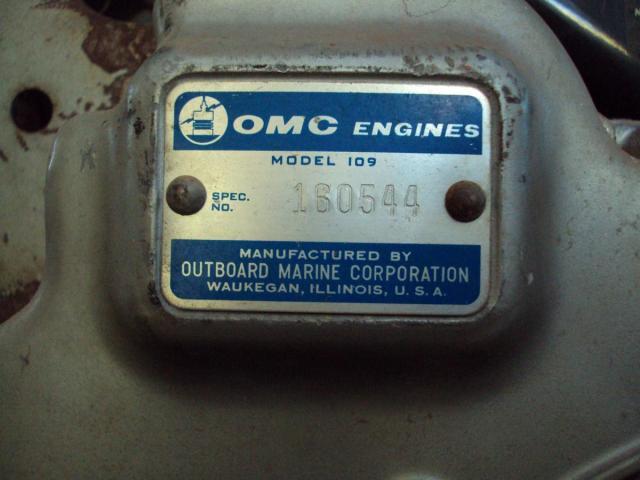 OMC ENGINES
MODEL 109
SPEC. NO. 160544
MANUFACTURED BY
OUTBOARD MARINE CORPORATION
WAUKEGAN, ILLINOIS, U. S. A.